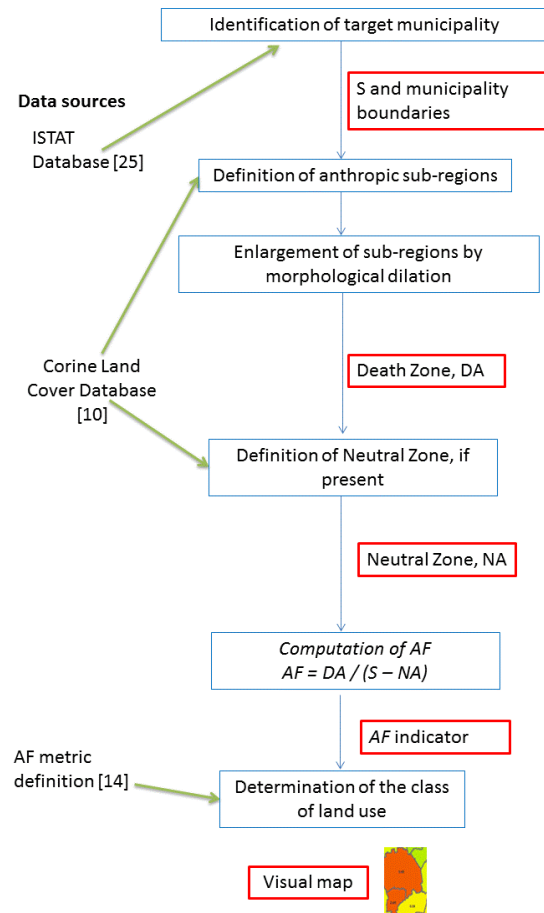 Identification of target municipality
S and municipality
boundaries
Data sources
ISTAT
Database [25]
Definition of anthropic sub-regions
Enlargement of sub-regions by
morphological dilation
Death Zone, DA
Corine Land
Cover Database
[10]
Definition of Neutral Zone, if
present
Neutral Zone, NA
Computation of AF
AF = DA / (S – NA)
AF indicator
AF metric
definition [14]
Determination of the class
of land use
Visual map